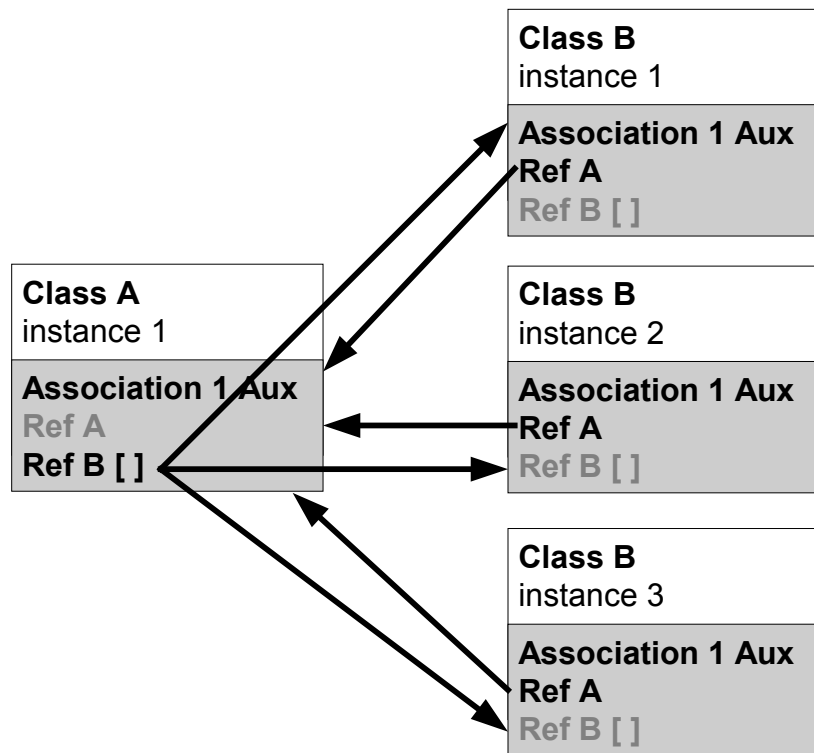 Class B
instance 1
Association 1 Aux
Ref A
Ref B [ ]
Class A
instance 1
Association 1 Aux
Ref A
Ref B [ ]
Class B
instance 2
Association 1 Aux
Ref A
Ref B [ ]
Class B
instance 3
Association 1 Aux
Ref A
Ref B [ ]